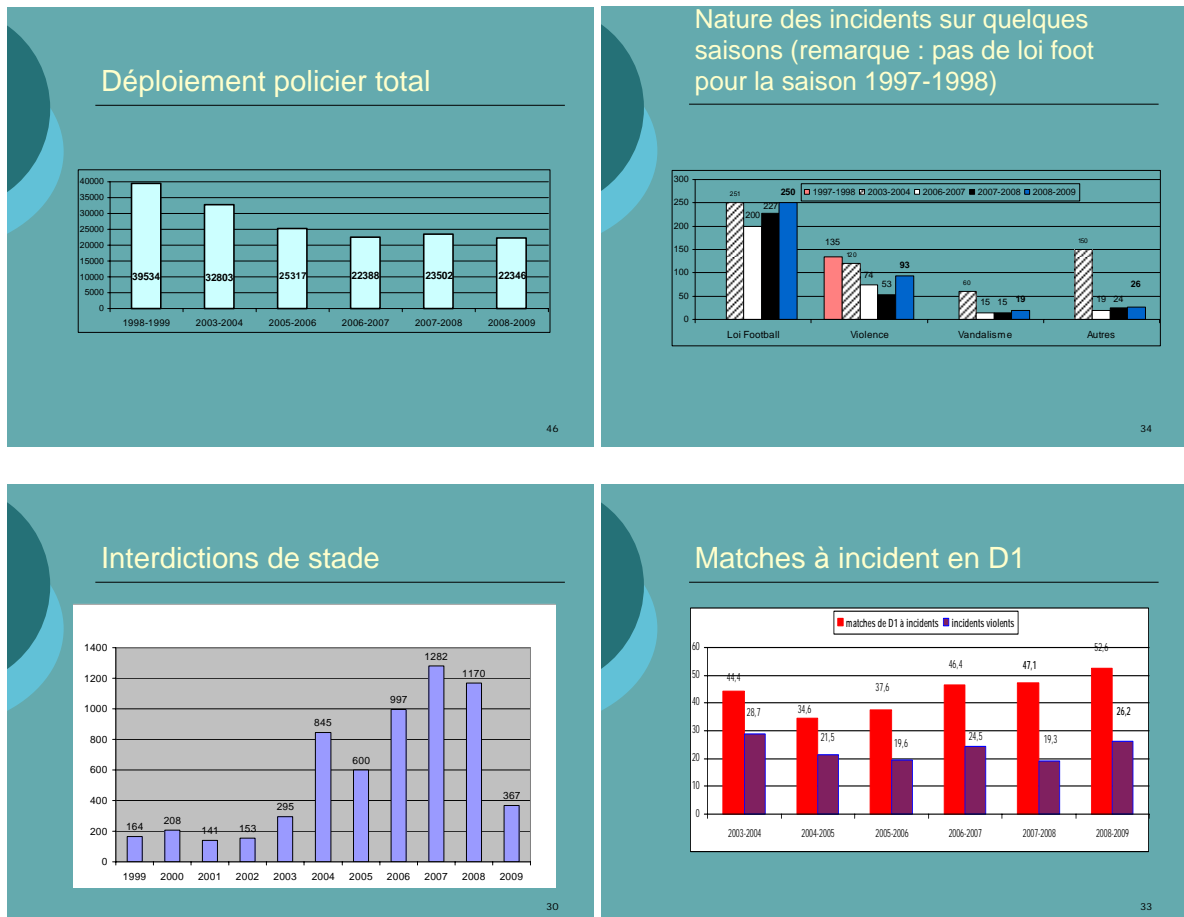 Déploiement policier total
40000
35000
30000
25000
20000
15000
10000
5000
0
39534 32803 25317 22388 23502 22346
1998-1999 2003-2004 2005-2006 2006-2007 2007-2008 2008-2009
46
Nature des incidents sur quelques
saisons (remarque : pas de loi foot
pour la saison 1997-1998)
1997-1998 2003-2004 2006-2007 2007-2008 2008-2009
300
250
200
150
100
50
0
251 200 227 250
135 120 74 53 93
60 15 15 19
150 19 24 26
Loi Football Violence Vandalisme Autres
34
Interdictions de stade
1400
1200
1000
800
600
400
200
0
164 208 141 153 295 845 600 997 1282 1170 367
1999 2000 2001 2002 2003 2004 2005 2006 2007 2008 2009
30
Matches à incident en D1
matches de D1 à incidents incidents violents
60
50
40
30
20
10
0
44,4 28,7 34,6 21,5 37,6 19,6 46,4 24,5 47,1 19,3 52,6 26,2
2003-2004 2004-2005 2005-2006 2006-2007 2007-2008 2008-2009
33